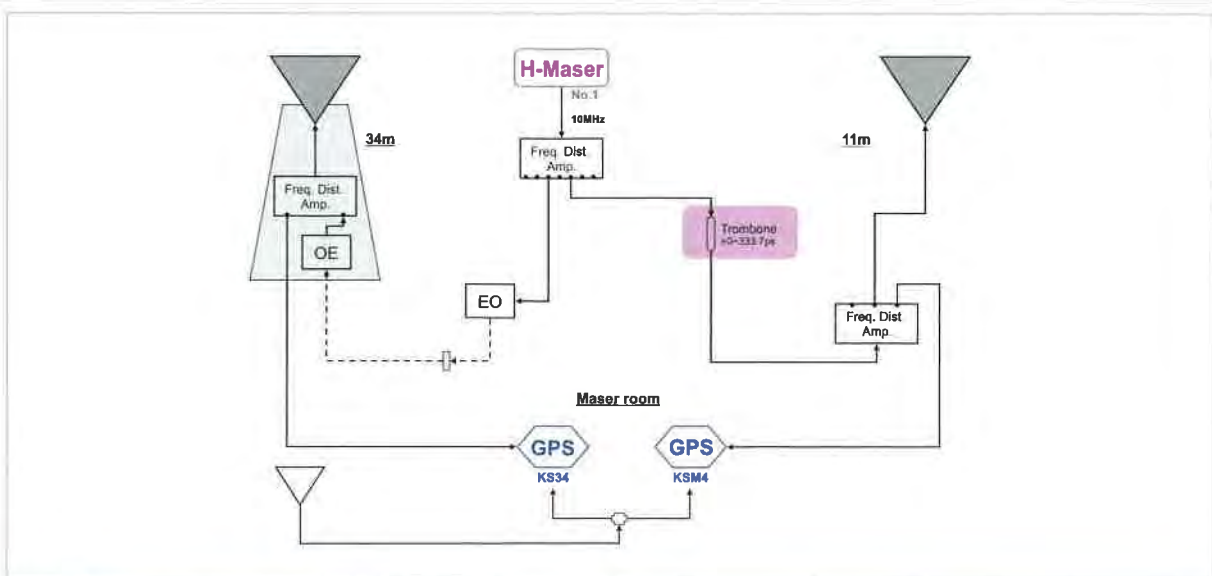 H-Maser
No.1
10MHz
34m
Freq. Dist
Amp.
11m
Freq. Dist
Amp.
Trombone
OE
EO
Freq. Dist
Amp.
Maser room
GPS
KS34
GPS
KSM4